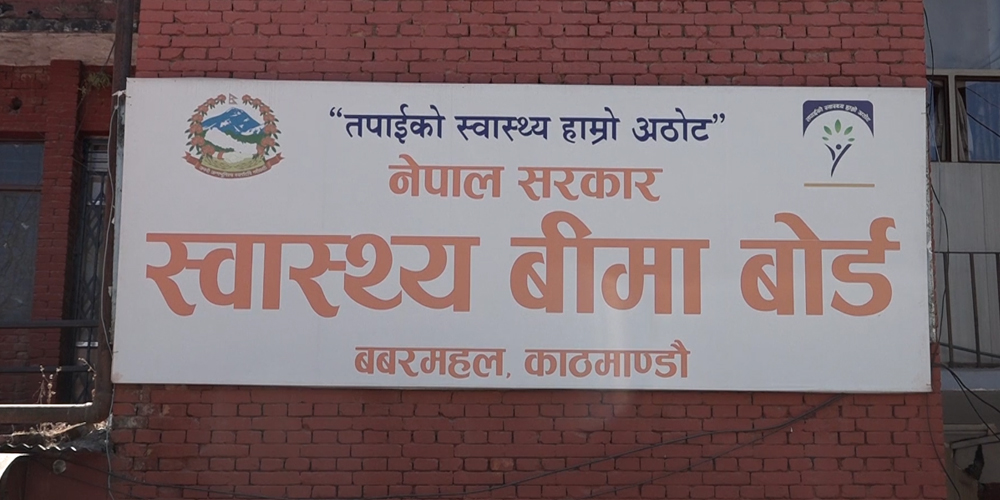 “तपाईको स्वास्थ्य हाम्रो अठोट”
नेपाल सरकार
स्वास्थ्य बीमा बोर्ड
बबरमहल, काठमाण्डौ